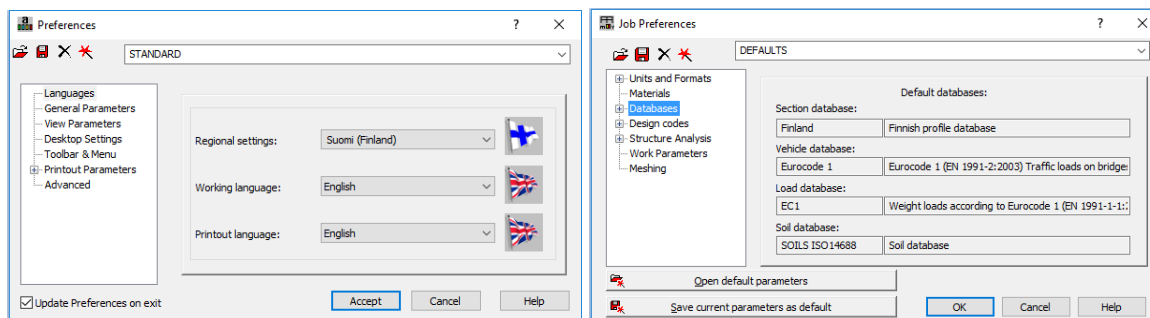 Preferences
STANDARD
Languages
General Parameters
View Parameters
Desktop Settings
Toolbar & Menu
Printout Parameters
Advanced
Regional settings:
Suomi (Finland)
Working language:
English
Printout language:
English
Update Preferences on exit
Accept
Cancel
Help
Job Preferences
DEFAULTS
Units and Formats
Materials
Databases
Design codes
Structure Analysis
Work Parameters
Meshing
Default databases:
Section database:
Finland Finnish profile database
Vehicle database:
Eurocode 1 Eurocode 1 (EN 1991-2:2003) Traffic loads on bridges
Load database:
EC1 Weight loads according to Eurocode 1 (EN 1991-1-1:
Soil database:
SOILS ISO14688 Soil database
Open default parameters
Save current parameters as default
OK
Cancel
Help